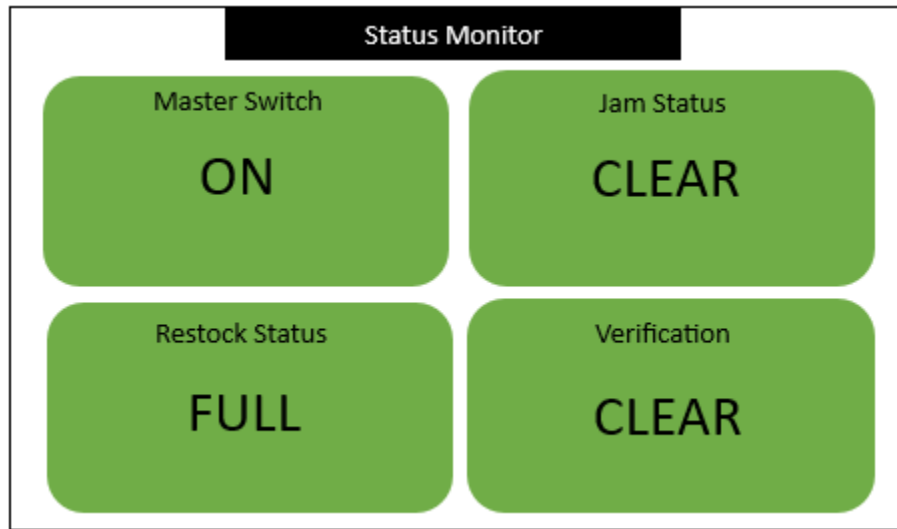 Status Monitor
Master Switch
ON
Jam Status
CLEAR
Restock Status
FULL
Verification
CLEAR